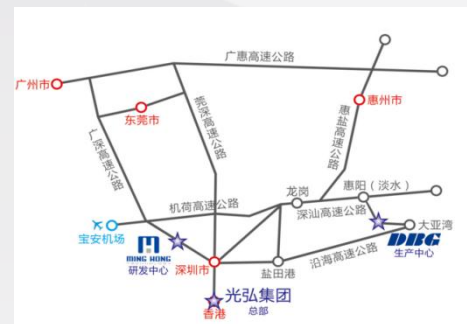 广惠高速公路
广州市
东莞市
莞深高速公路
惠州市
惠盐高速公路
广深高速公路
龙岗
惠阳（淡水）
机荷高速公路
深汕高速公路
大亚湾
宝安机场
MING HONG
研发中心
DBG
生产中心
深圳市
盐田港
沿海高速公路
光弘集团
总部
香港